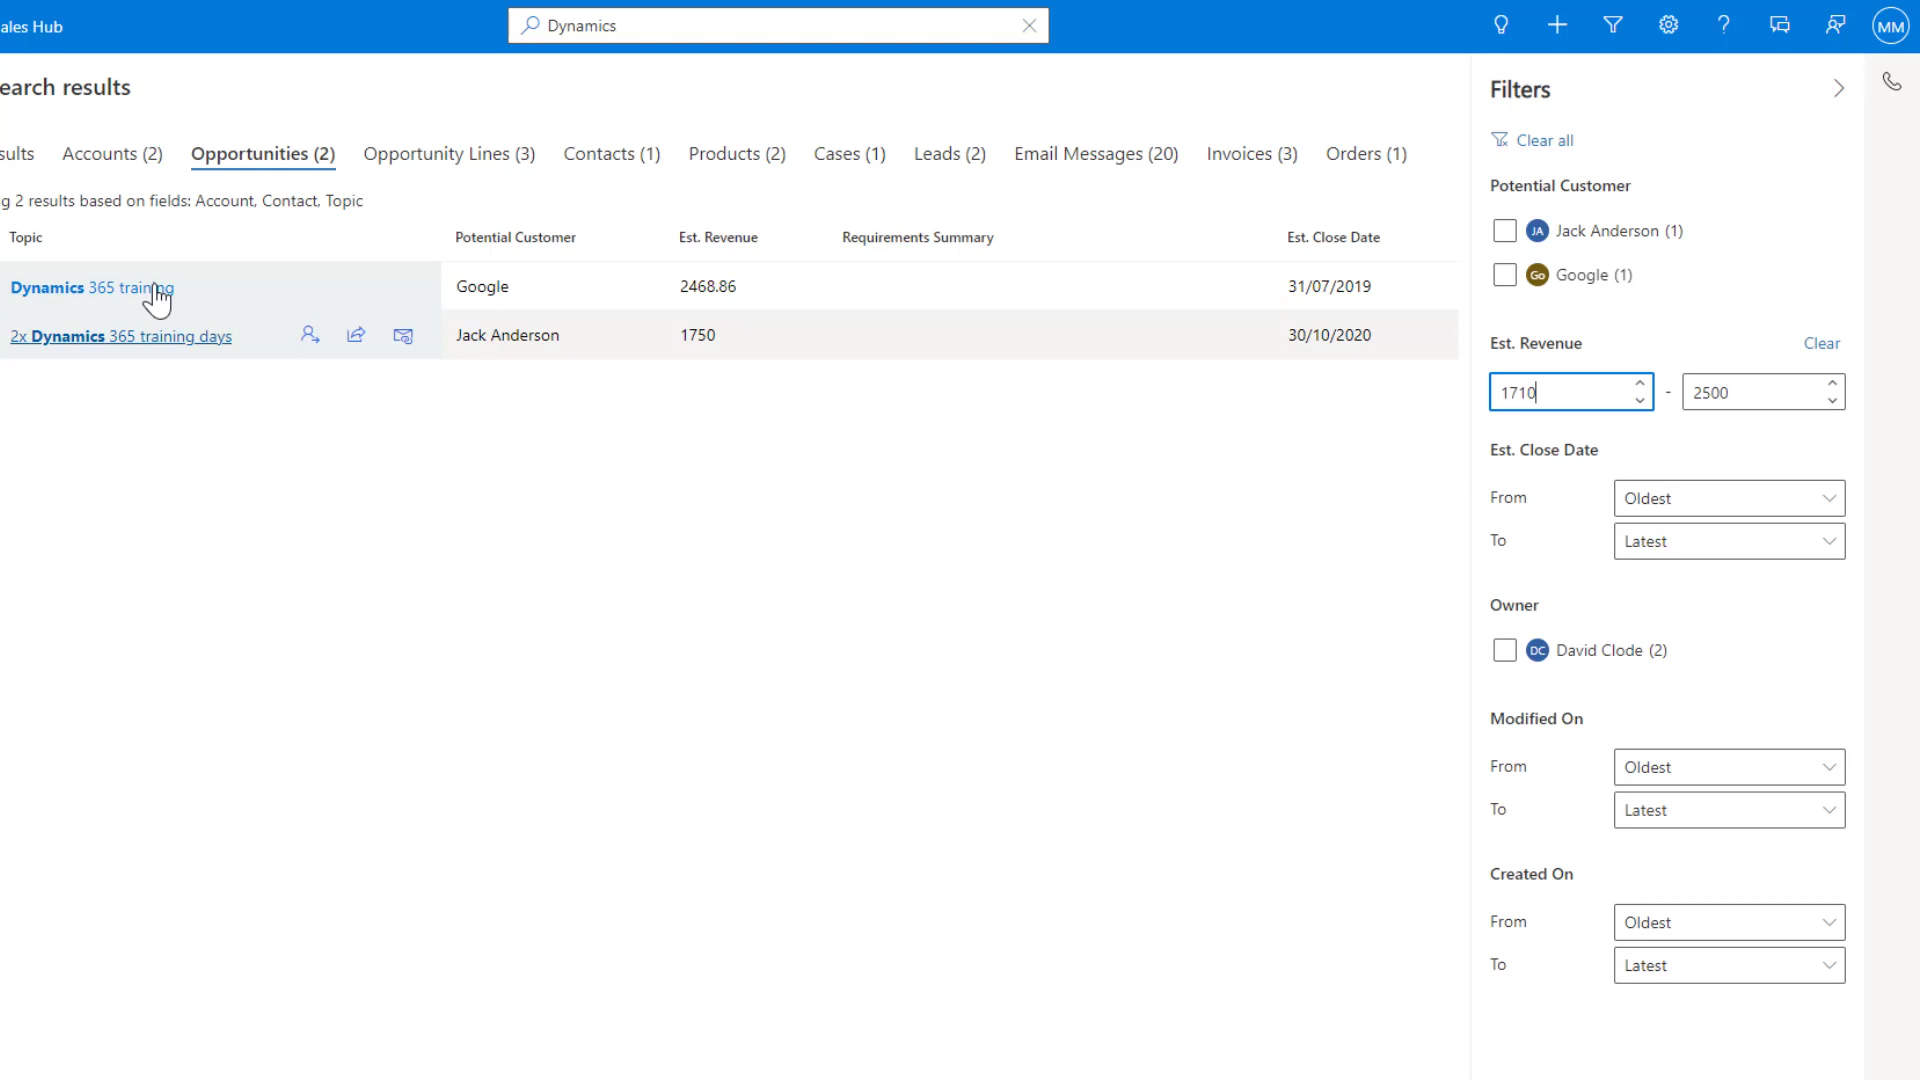 ales Hub
Dynamics
MM
earch results
sults Accounts (2) Opportunities (2) Opportunity Lines (3) Contacts (1) Products (2) Cases (1) Leads (2) Email Messages (20) Invoices (3) Orders (1)
g 2 results based on fields: Account, Contact, Topic
Topic Potential Customer Est. Revenue Requirements Summary Est. Close Date
Dynamics 365 training Google 2468.86 31/07/2019
2x Dynamics 365 training days Jack Anderson 1750 30/10/2020
Filters
Clear all
Potential Customer
JA Jack Anderson (1)
Go Google (1)
Est. Revenue Clear
1710 - 2500
Est. Close Date
From Oldest
To Latest
Owner
DC David Clode (2)
Modified On
From Oldest
To Latest
Created On
From Oldest
To Latest